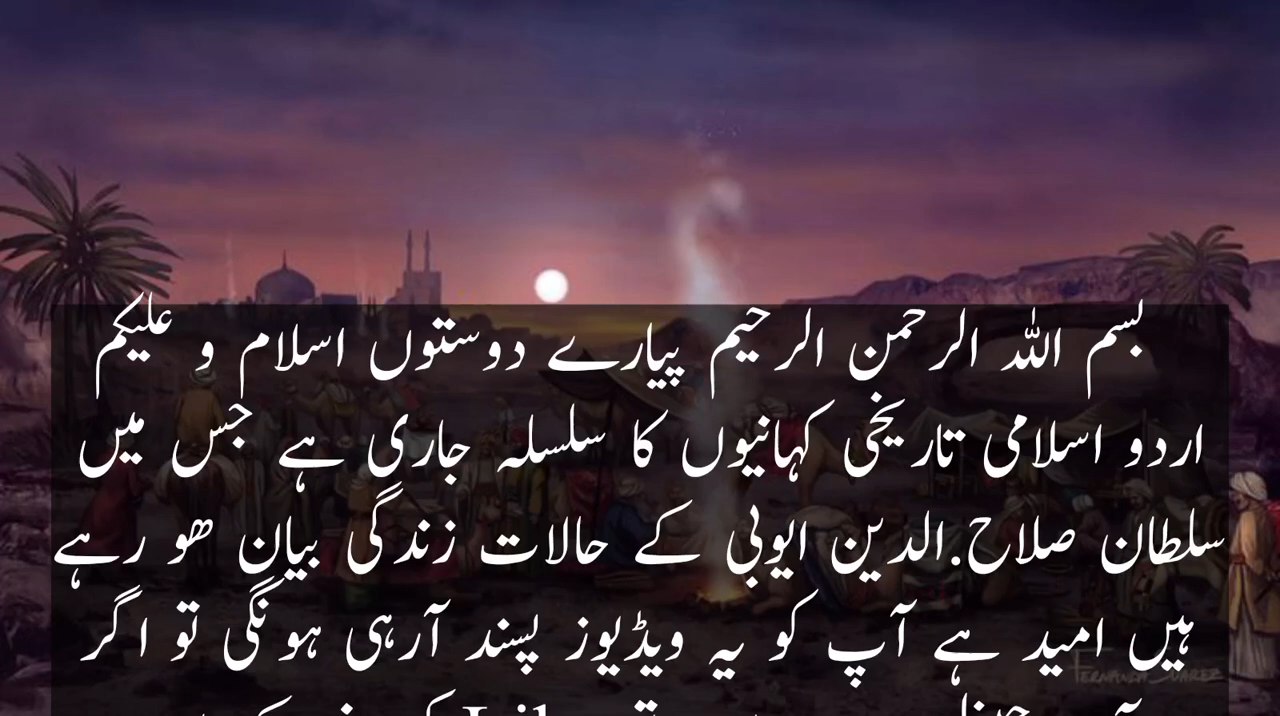 بسم اللہ الرحمن الرحیم پیارے دوستوں اسلام و علیکم
اردو اسلامی تاریخی کہانیوں کا سلسلہ جاری ہے جس میں
سلطان صلاح.الدین ایوبی کے حالات زندگی بیان ھو رہے
ہیں امید ہے آپ کو یہ ویڈیوز پسند آرہی ہونگی تو اگر
FERNANDA SUAREZ